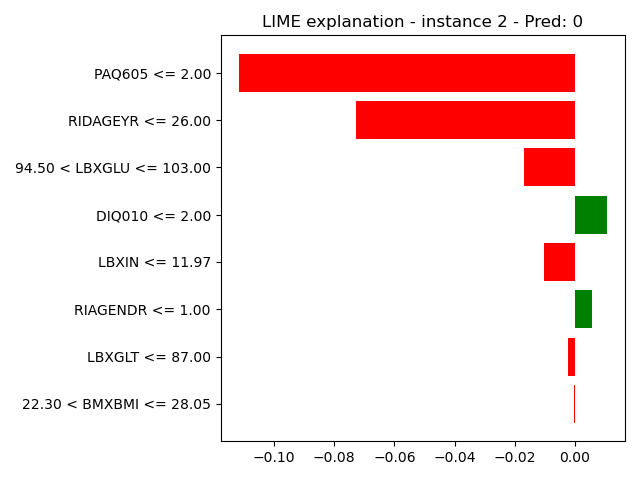 LIME explanation - instance 2 - Pred: 0
PAQ605 <= 2.00
RIDAGEYR <= 26.00
94.50 < LBXGLU <= 103.00
DIQ010 <= 2.00
LBXIN <= 11.97
RIAGENDR <= 1.00
LBXGLT <= 87.00
22.30 < BMXBMI <= 28.05
−0.10 −0.08 −0.06 −0.04 −0.02 0.00